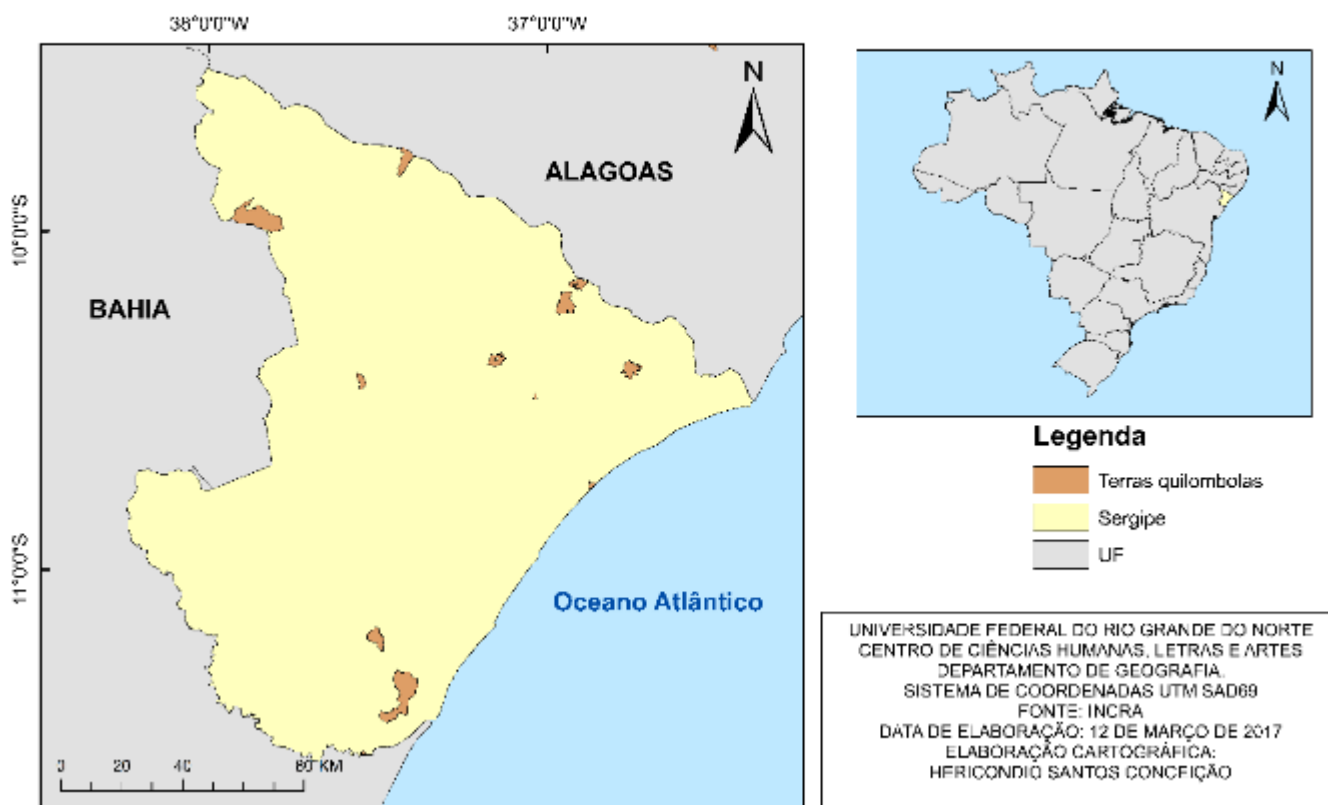 38°0'0"W
37°0'0"W
N
ALAGOAS
10°0'0"S
BAHIA
11°0'0"S
Oceano Atlântico
0 20 40 80 KM
N
Legenda
Terras quilombolas
Sergipe
UF
UNIVERSIDADE FEDERAL DO RIO GRANDE DO NORTE
CENTRO DE CIÊNCIAS HUMANAS, LETRAS E ARTES
DEPARTAMENTO DE GEOGRAFIA.
SISTEMA DE COORDENADAS UTM SAD69
FONTE: INCRA
DATA DE ELABORAÇÃO: 12 DE MARÇO DE 2017
ELABORAÇÃO CARTOGRÁFICA:
HERICONDIO SANTOS CONCEIÇÃO